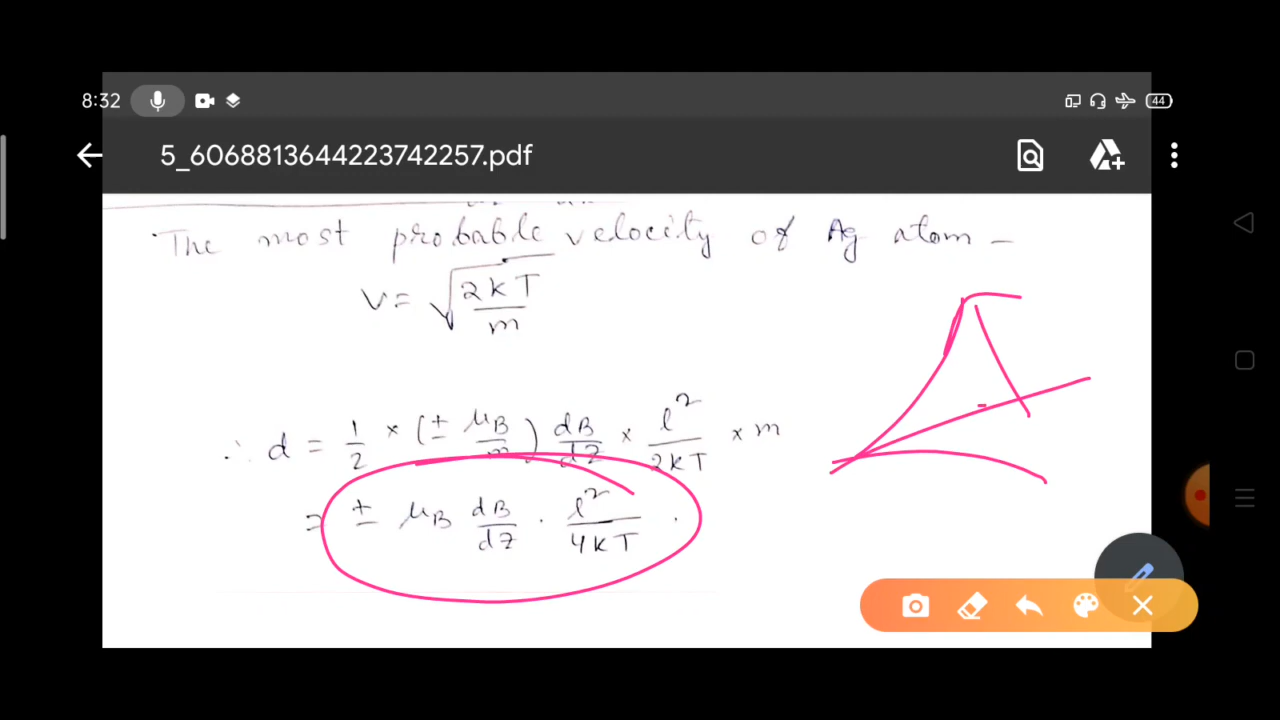 8:32 44
5_6068813644223742257.pdf
The most probable velocity of Ag atom –
v = √(2kT/m)
∴ d = 1/2 × (± μB/m) dB/dZ × l²/2kT × m
= ± μB dB/dZ · l²/4kT ·